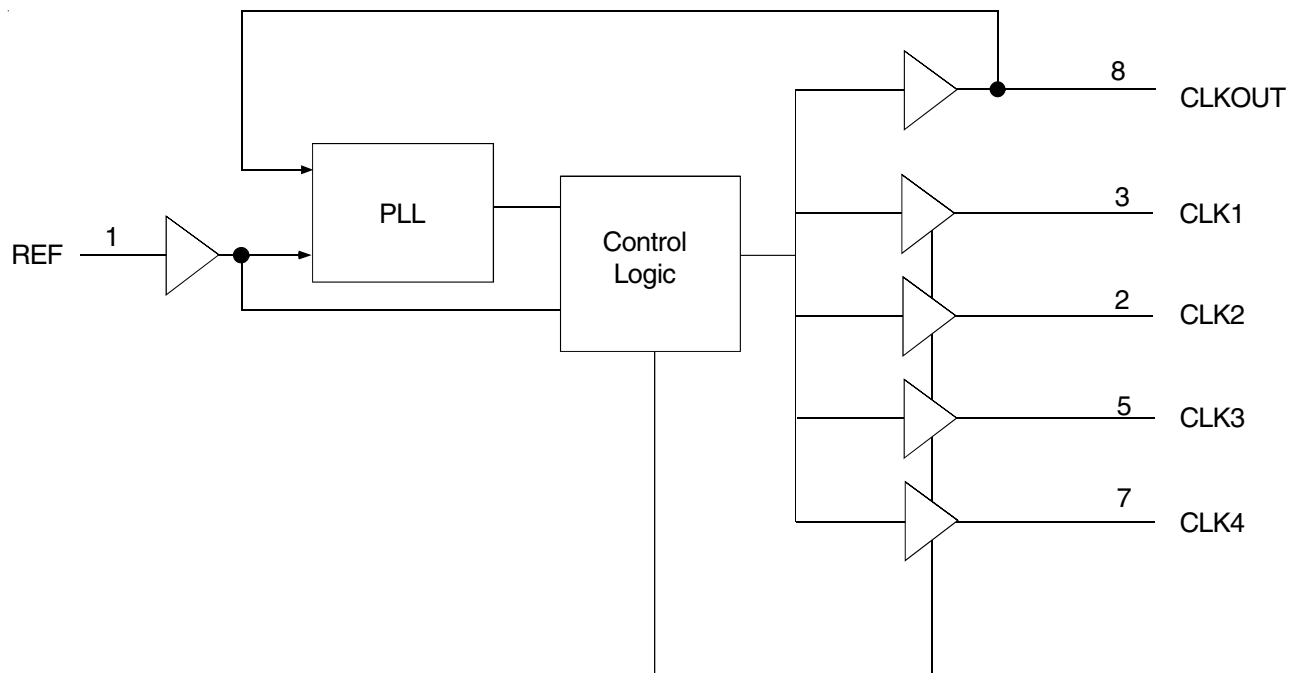 8
CLKOUT
PLL
3
CLK1
1
REF
Control
Logic
2
CLK2
5
CLK3
7
CLK4